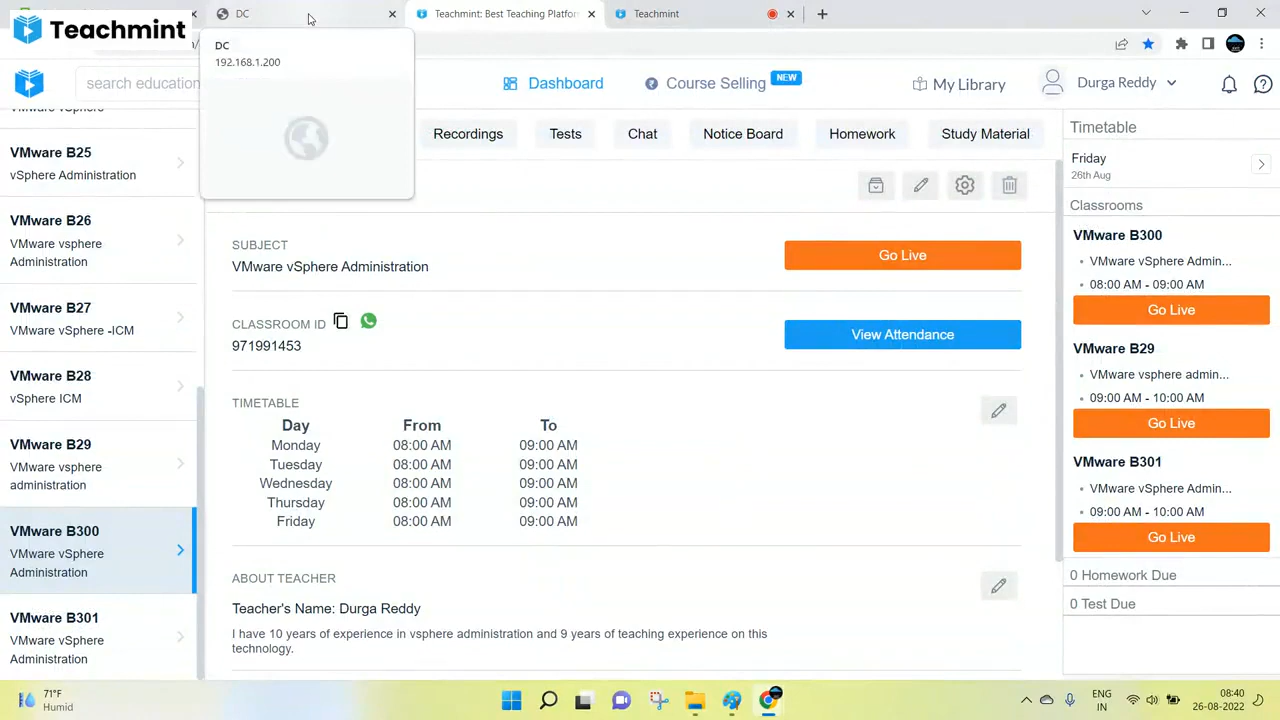 Teachmint
DC
Teachmint: Best Teaching Platfor
Teachmint
DC
192.168.1.200
search education
Dashboard
Course Selling
NEW
My Library
Durga Reddy
Recordings
Tests
Chat
Notice Board
Homework
Study Material
VMware B25
vSphere Administration
VMware B26
VMware vsphere
Administration
VMware B27
VMware vSphere -ICM
VMware B28
vSphere ICM
VMware B29
VMware vsphere
administration
VMware B300
VMware vSphere
Administration
VMware B301
VMware vSphere
Administration
SUBJECT
VMware vSphere Administration
Go Live
CLASSROOM ID
971991453
View Attendance
TIMETABLE
Day From To
Monday 08:00 AM 09:00 AM
Tuesday 08:00 AM 09:00 AM
Wednesday 08:00 AM 09:00 AM
Thursday 08:00 AM 09:00 AM
Friday 08:00 AM 09:00 AM
ABOUT TEACHER
Teacher's Name: Durga Reddy
I have 10 years of experience in vsphere administration and 9 years of teaching experience on this
technology.
Timetable
Friday
26th Aug
Classrooms
VMware B300
VMware vSphere Admin...
08:00 AM - 09:00 AM
Go Live
VMware B29
VMware vsphere admin...
09:00 AM - 10:00 AM
Go Live
VMware B301
VMware vSphere Admin...
09:00 AM - 10:00 AM
Go Live
0 Homework Due
0 Test Due
71°F
Humid
ENG
IN
08:40
26-08-2022